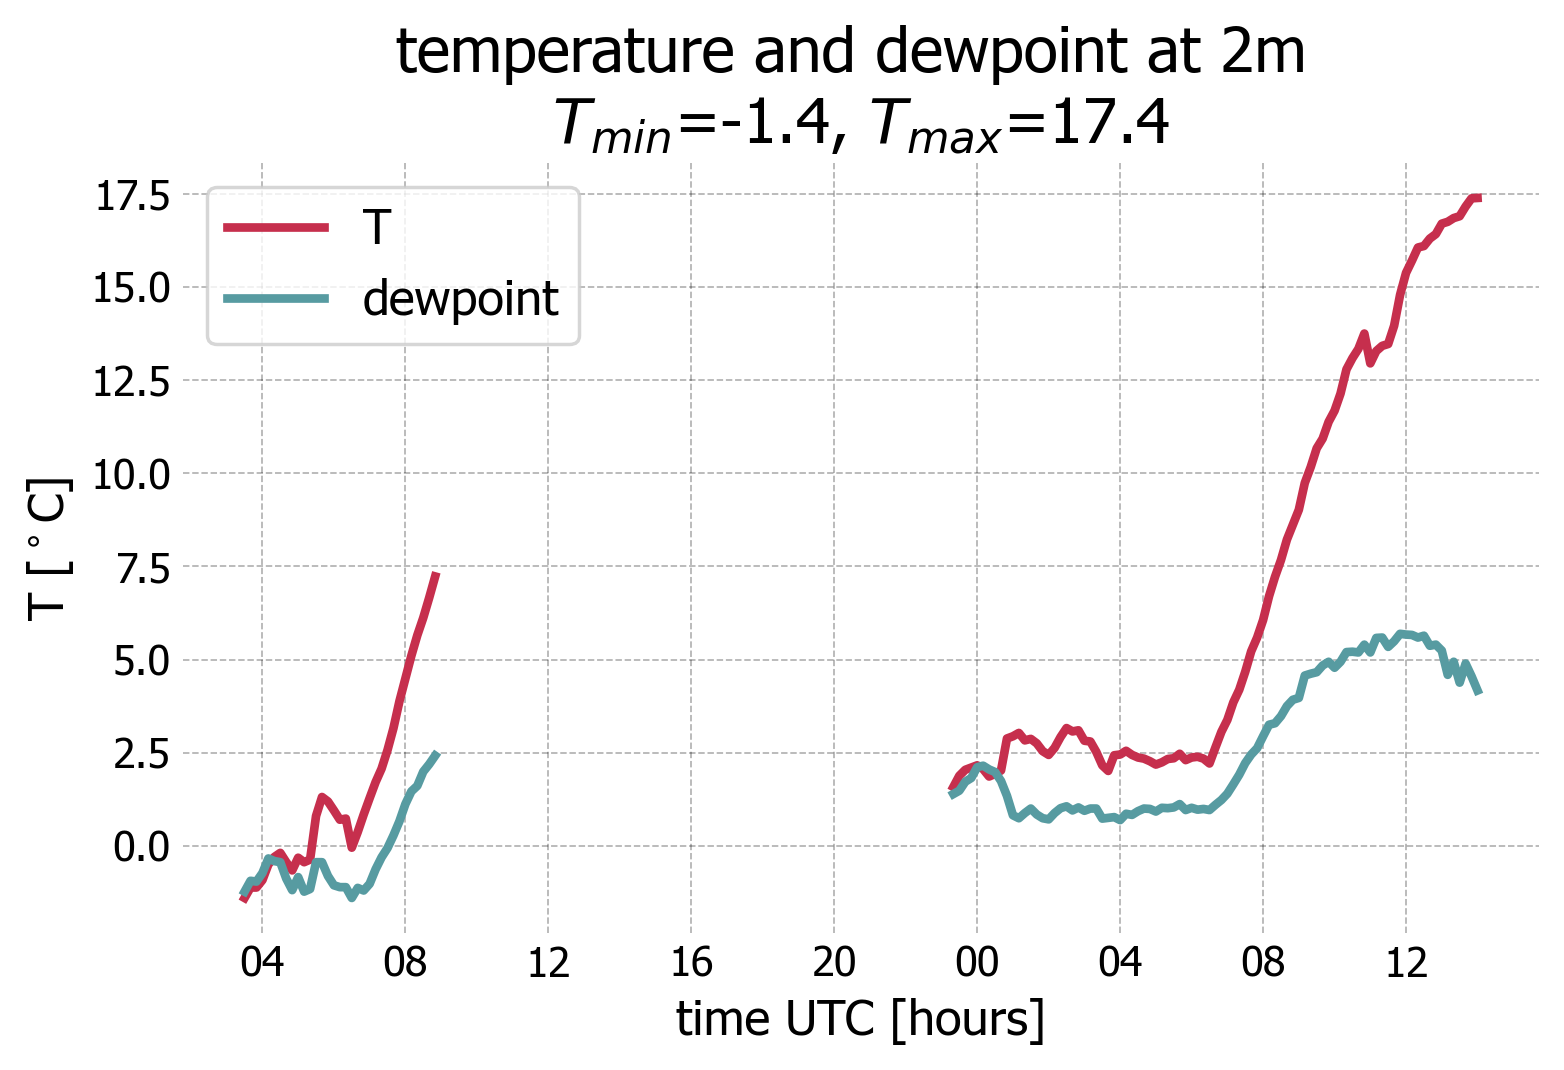 temperature and dewpoint at 2m
T_min=-1.4, T_max=17.4
T
dewpoint
17.5
15.0
12.5
10.0
7.5
5.0
2.5
0.0
T [°C]
04 08 12 16 20 00 04 08 12
time UTC [hours]